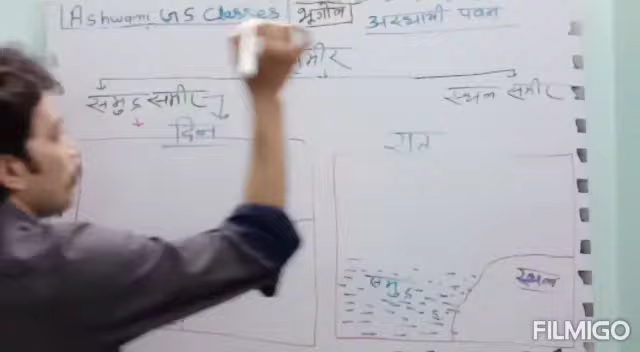 Ashwani GS Classes भूगोल अस्थायी पवन
समीर
समुद्र समीर स्थल समीर
दिन रात
समुद्र स्थल
FILMIGO